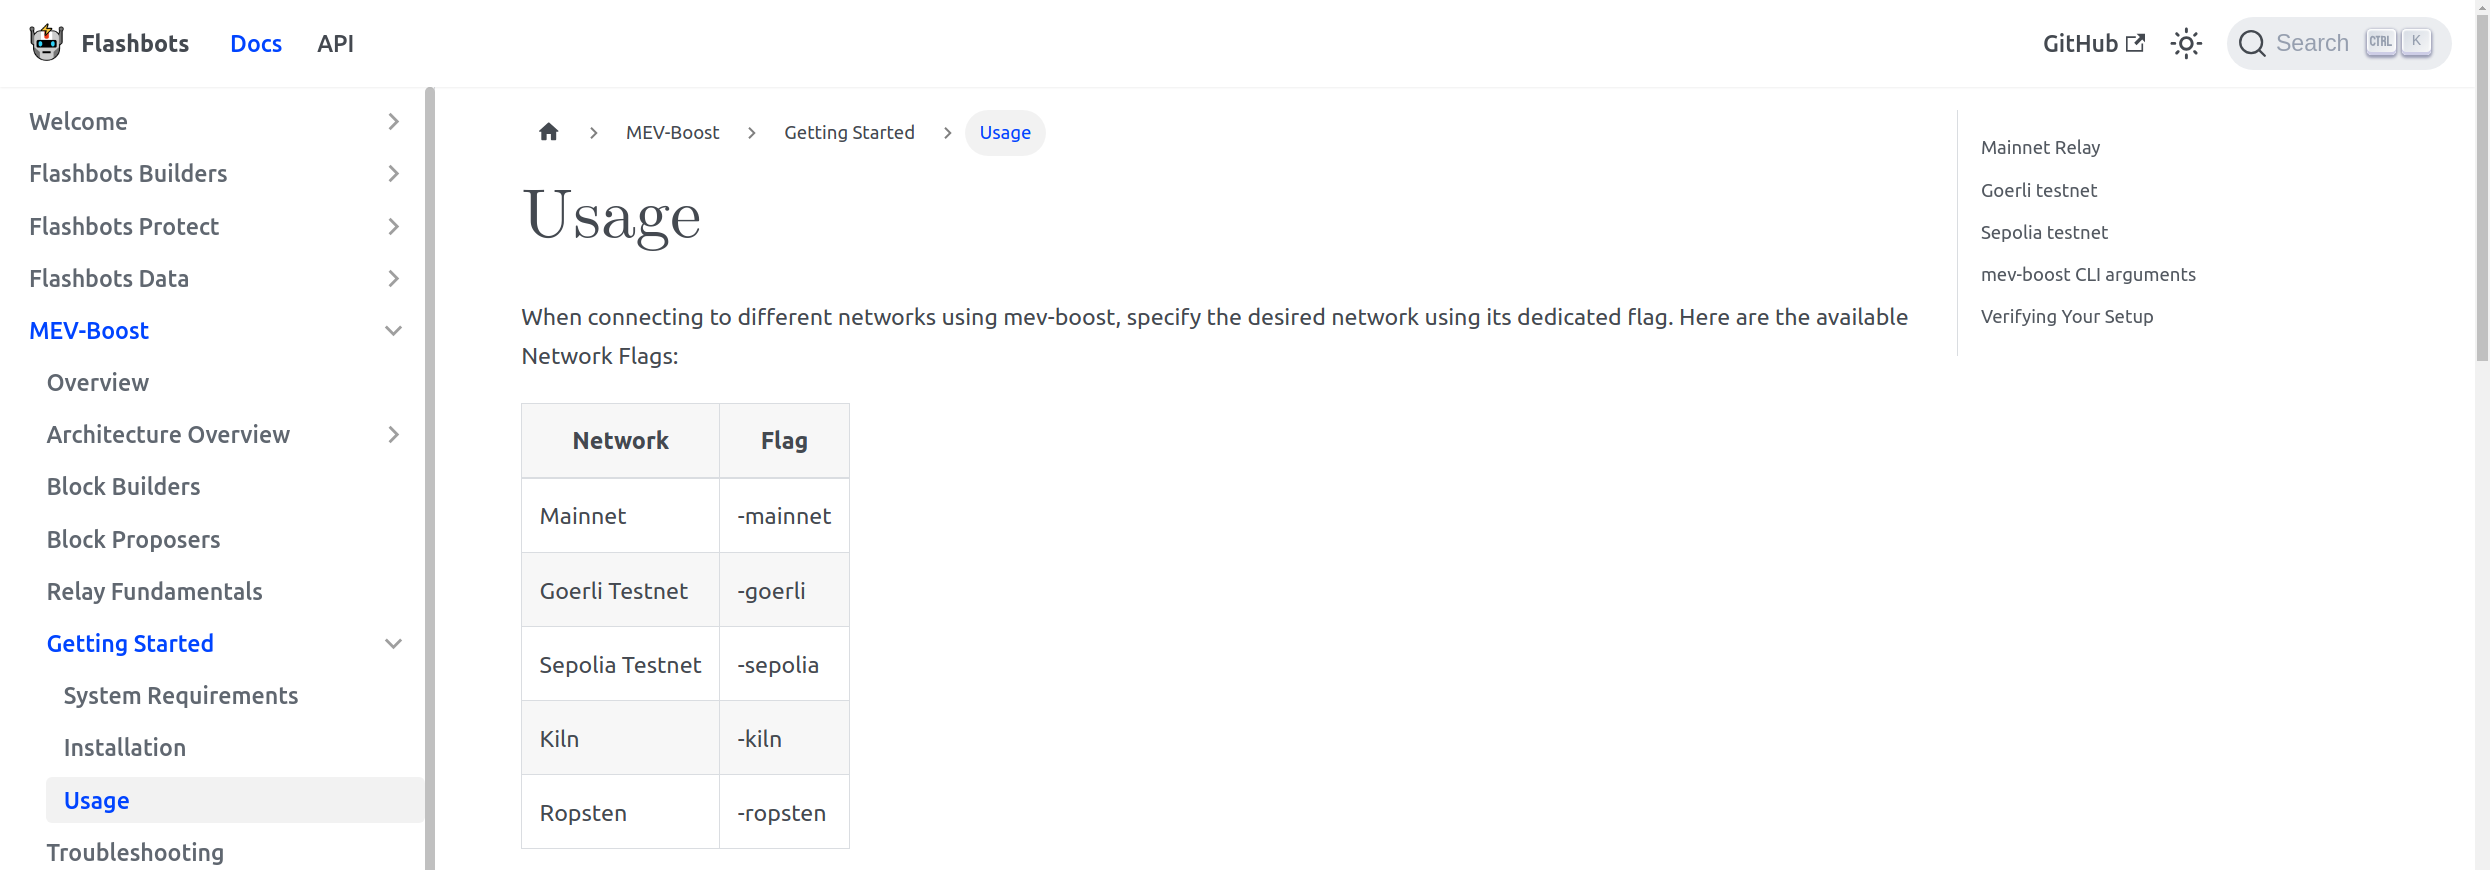 Flashbots Docs API GitHub Search CTRL K
Welcome
Flashbots Builders
Flashbots Protect
Flashbots Data
MEV-Boost
Overview
Architecture Overview
Block Builders
Block Proposers
Relay Fundamentals
Getting Started
System Requirements
Installation
Usage
Troubleshooting
MEV-Boost Getting Started Usage
Usage
When connecting to different networks using mev-boost, specify the desired network using its dedicated flag. Here are the available
Network Flags:
Network Flag
Mainnet -mainnet
Goerli Testnet -goerli
Sepolia Testnet -sepolia
Kiln -kiln
Ropsten -ropsten
Mainnet Relay
Goerli testnet
Sepolia testnet
mev-boost CLI arguments
Verifying Your Setup